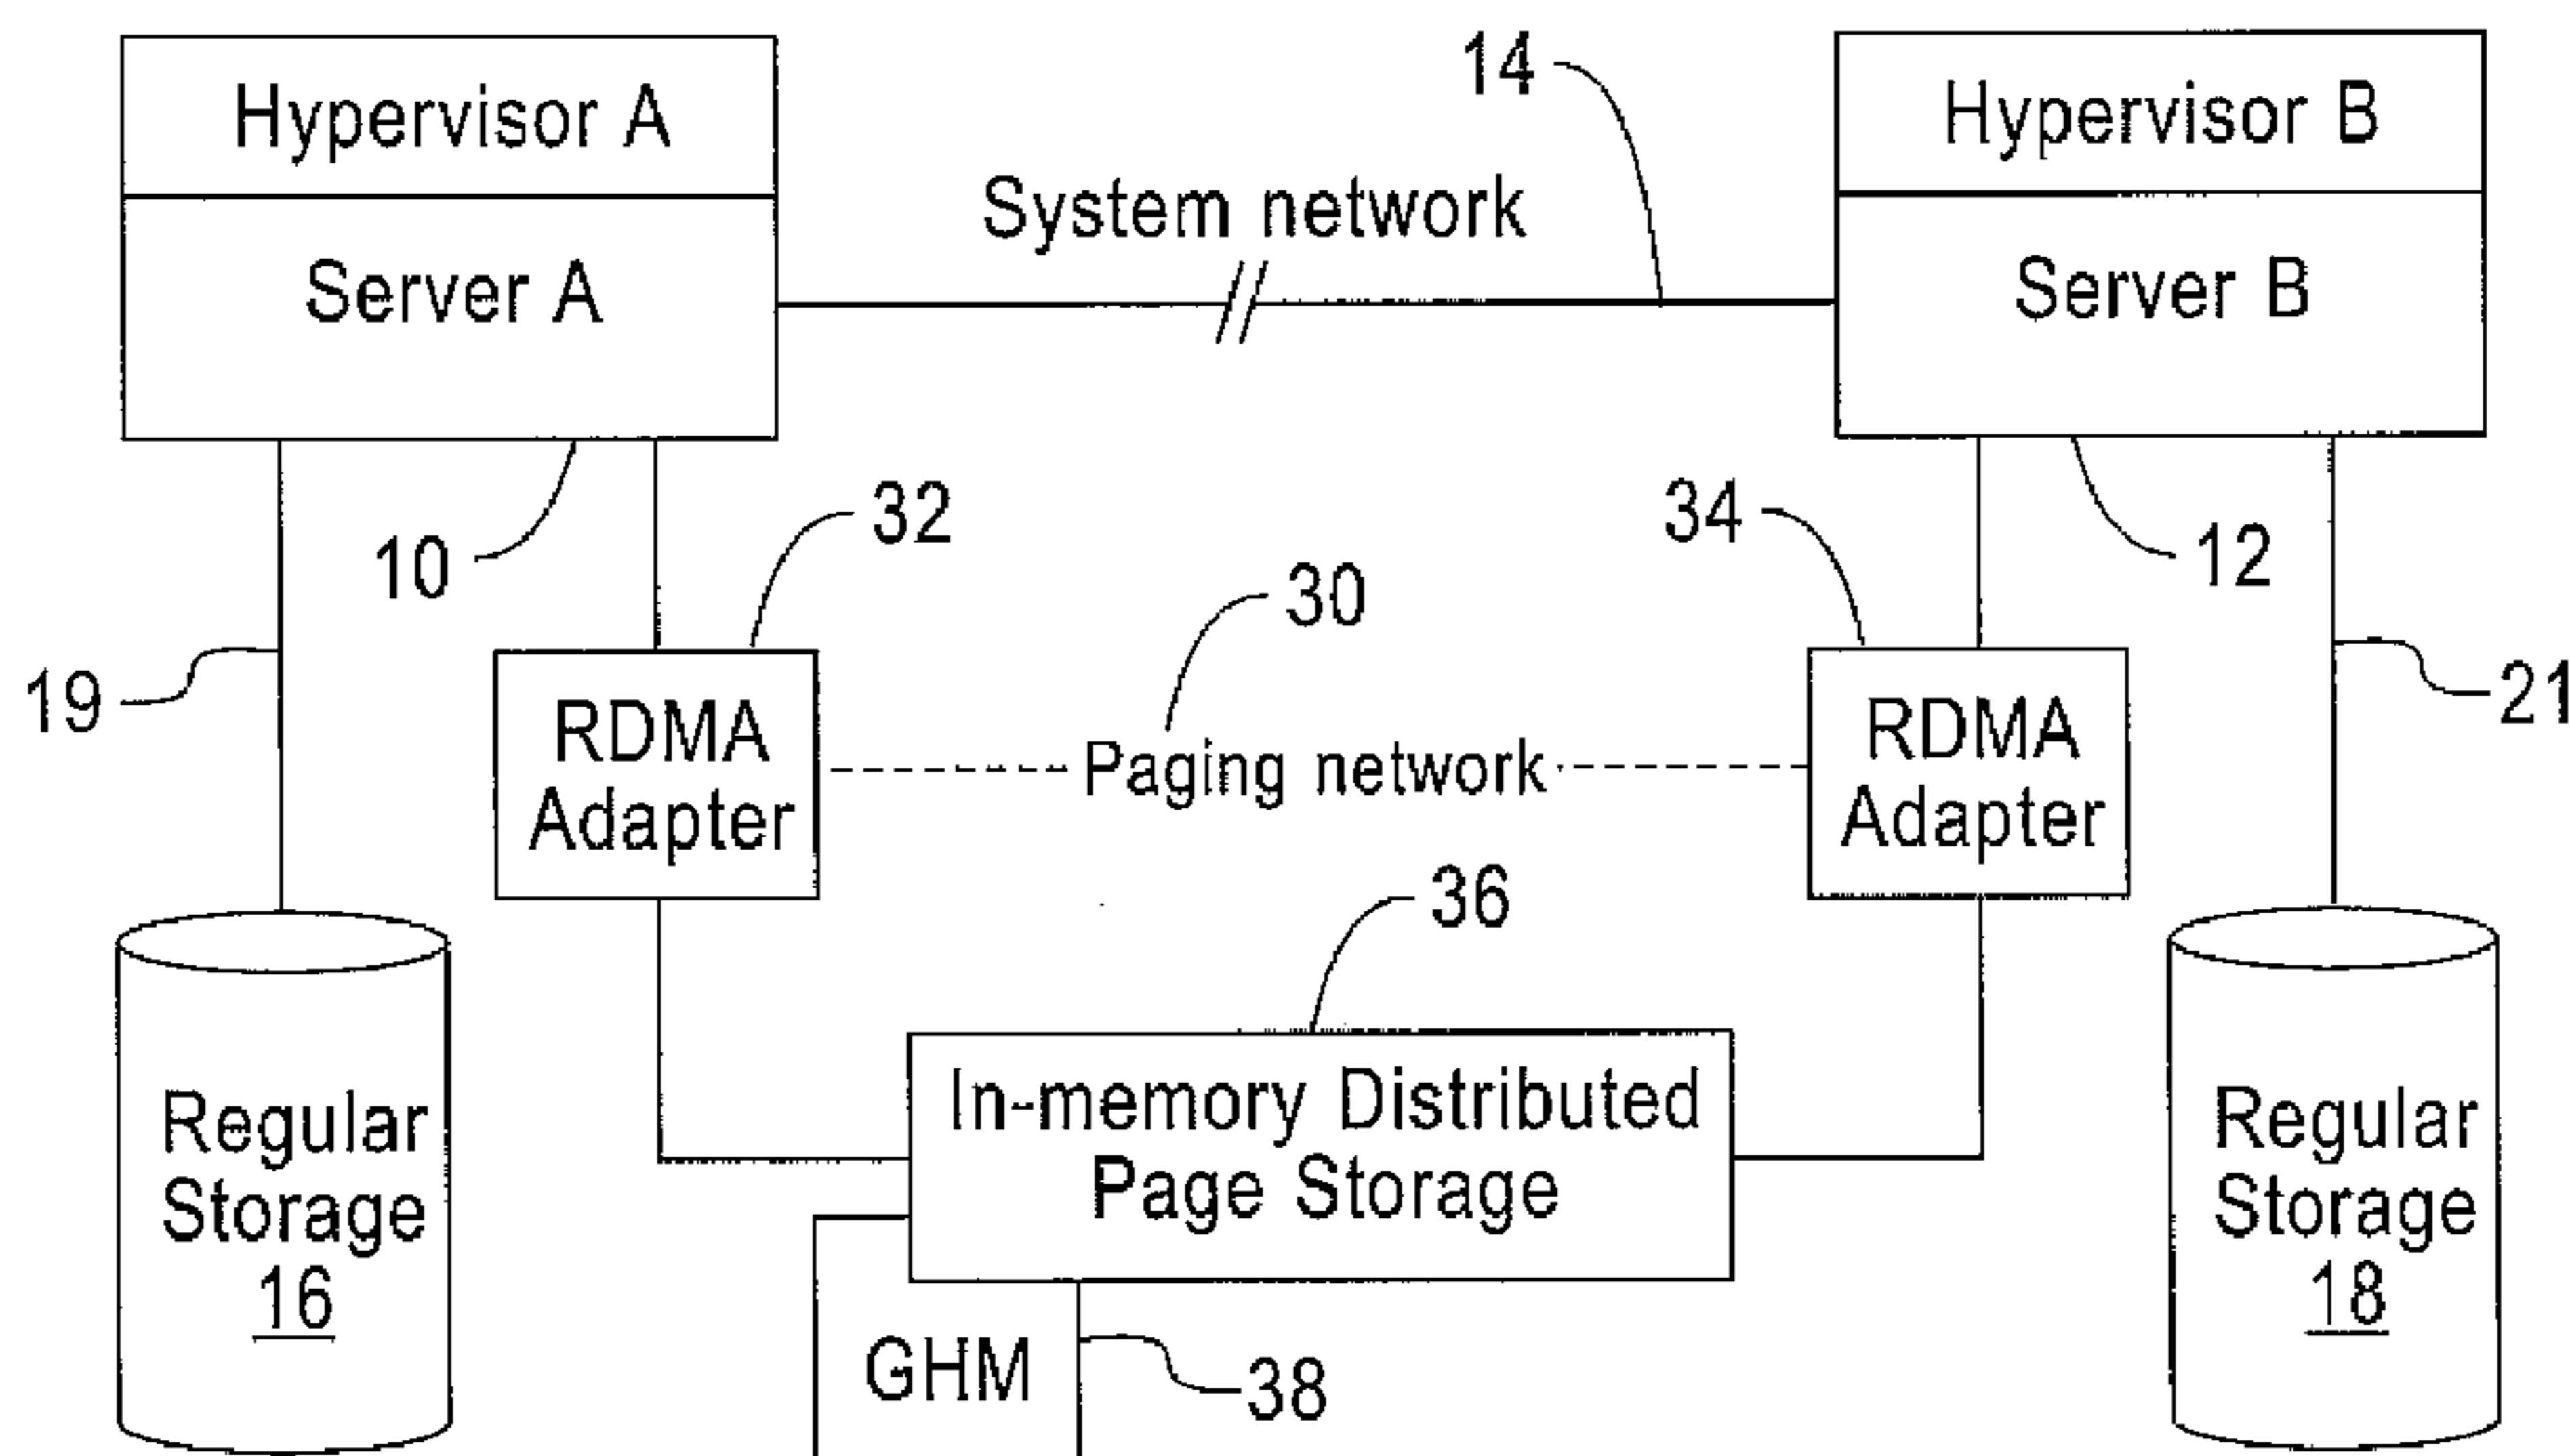 Hypervisor A
Server A
System network
14
Hypervisor B
Server B
10
32
30
34
12
19
21
RDMA
Adapter
Paging network
RDMA
Adapter
36
In-memory Distributed
Page Storage
Regular
Storage
16
Regular
Storage
18
GHM
38